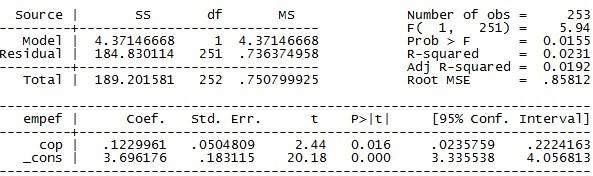 Source | SS df MS Number of obs = 253
F( 1, 251) = 5.94
Model | 4.37146668 1 4.37146668 Prob > F = 0.0155
Residual | 184.830114 251 .736374958 R-squared = 0.0231
Adj R-squared = 0.0192
Total | 189.201581 252 .750799925 Root MSE = .85812
empef | Coef. Std. Err. t P>|t| [95% Conf. Interval]
cop | .1229961 .0504809 2.44 0.016 .0235759 .2224163
_cons | 3.696176 .183115 20.18 0.000 3.335538 4.056813